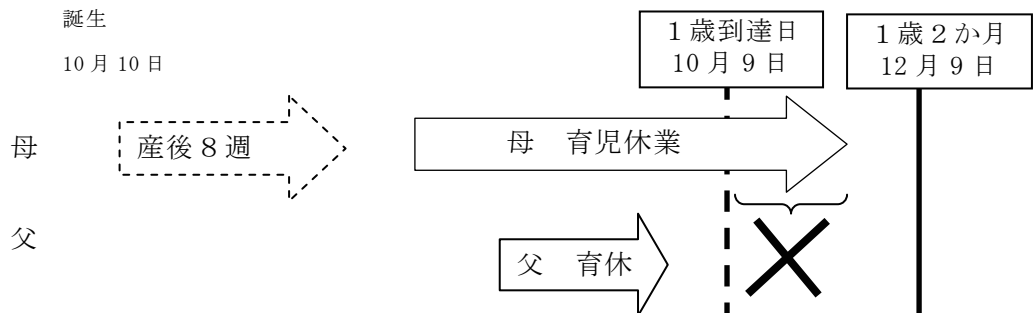 誕生
10月10日
1歳到達日
10月9日
1歳2か月
12月9日
母
産後8週
母 育児休業
父
父 育休